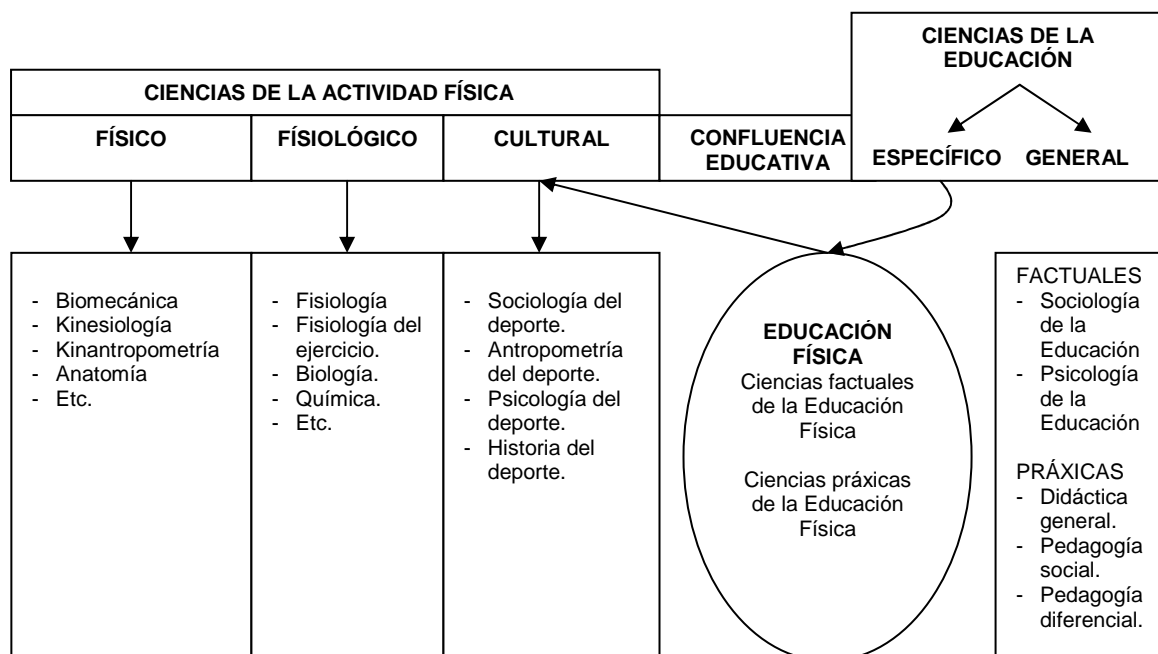 CIENCIAS DE LA
EDUCACIÓN
CIENCIAS DE LA ACTIVIDAD FÍSICA
FÍSICO
FÍSIOLÓGICO
CULTURAL
CONFLUENCIA
EDUCATIVA
ESPECÍFICO
GENERAL
- Biomecánica
- Kinesiología
- Kinantropometría
- Anatomía
- Etc.
- Fisiología
- Fisiología del
ejercicio.
- Biología.
- Química.
- Etc.
- Sociología del
deporte.
- Antropometría
del deporte.
- Psicología del
deporte.
- Historia del
deporte.
EDUCACIÓN
FÍSICA
Ciencias factuales
de la Educación
Física
Ciencias práxicas
de la Educación
Física
FACTUALES
- Sociología
de la
Educación
- Psicología
de la
Educación
PRÁXICAS
- Didáctica
general.
- Pedagogía
social.
- Pedagogía
diferencial.